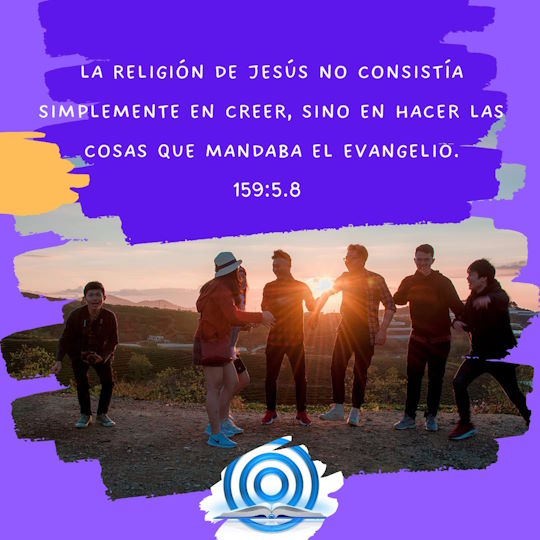 LA RELIGIÓN DE JESÚS NO CONSISTÍA
SIMPLEMENTE EN CREER, SINO EN HACER LAS
COSAS QUE MANDABA EL EVANGELIO.
159:5.8